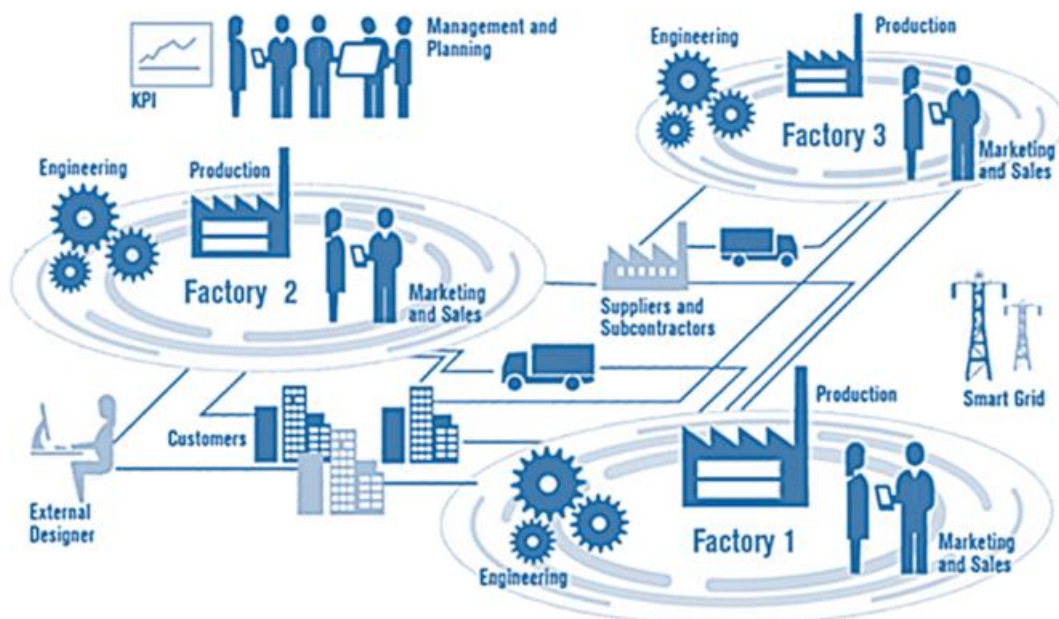 Management and
Planning
KPI
Engineering
Production
Factory 3
Marketing
and Sales
Engineering
Production
Factory 2
Marketing
and Sales
Suppliers and
Subcontractors
Smart Grid
Customers
External
Designer
Production
Factory 1
Engineering
Marketing
and Sales